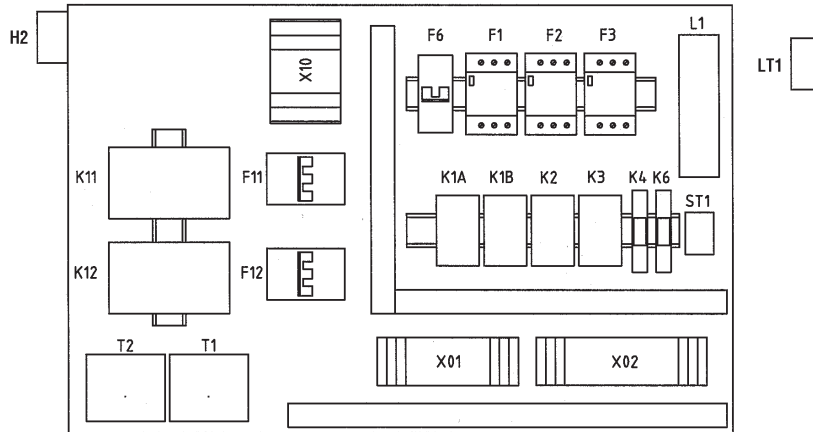 H2
X10
F6 F1 F2 F3 L1
LT1
K11 F11 K1A K1B K2 K3 K4 K6
ST1
K12 F12
T2 T1 X01 X02